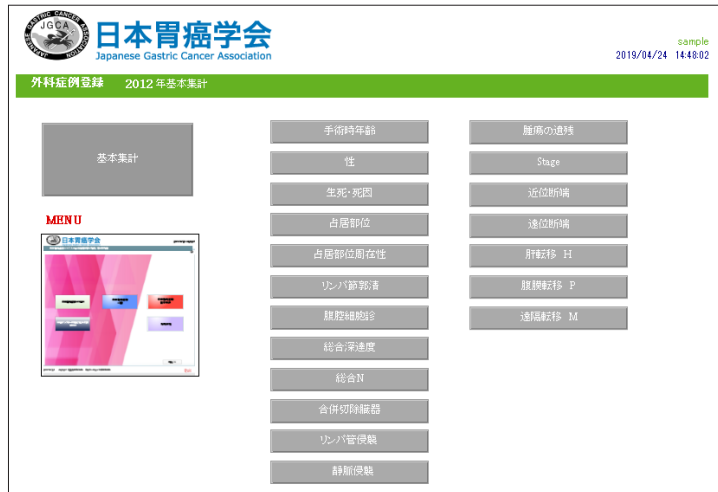 JGCA
日本胃癌学会
Japanese Gastric Cancer Association
sample
2019/04/24 14:48:02
外科症例登録 2012年基本集計
基本集計
MENU
日本胃癌学会
手術時年齢
性
生死・死因
占居部位
占居部位周在性
リンパ節郭清
腹腔細胞診
総合深達度
総合N
合併切除臓器
リンパ管侵襲
静脈侵襲
腫瘍の遺残
Stage
近位断端
遠位断端
肝転移 H
腹膜転移 P
遠隔転移 M